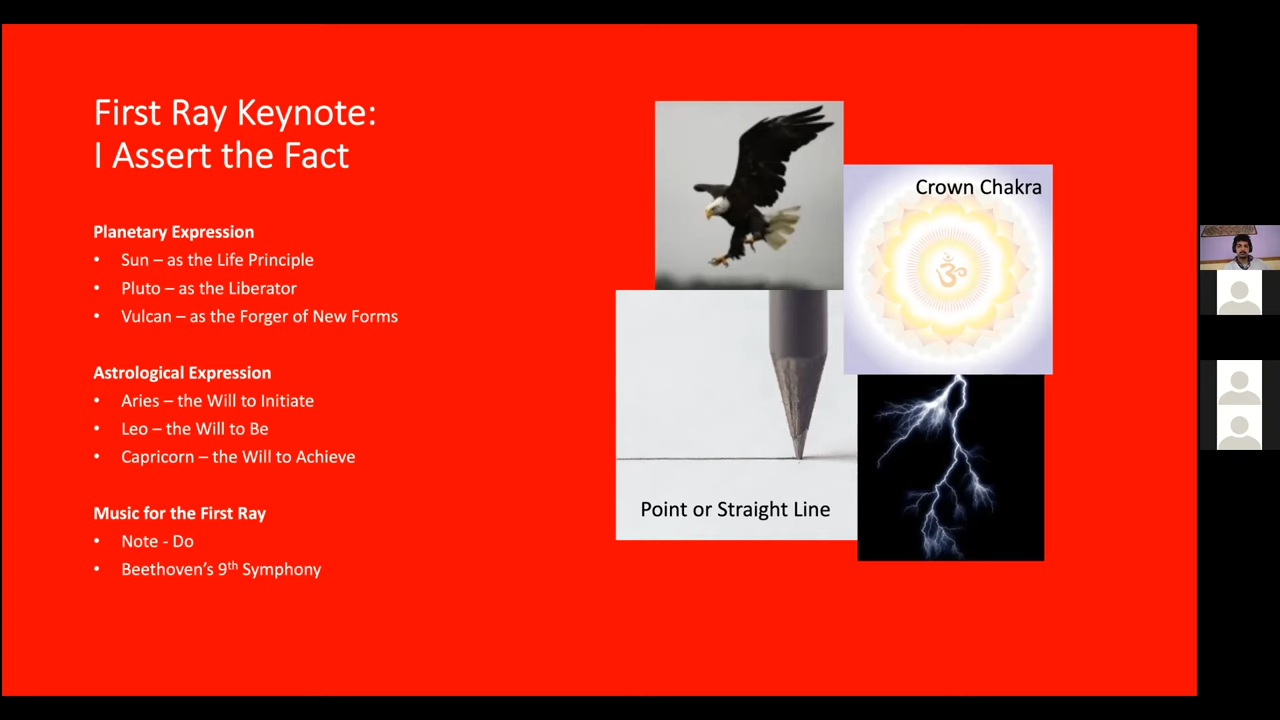 First Ray Keynote:
I Assert the Fact
Planetary Expression
• Sun – as the Life Principle
• Pluto – as the Liberator
• Vulcan – as the Forger of New Forms
Astrological Expression
• Aries – the Will to Initiate
• Leo – the Will to Be
• Capricorn – the Will to Achieve
Music for the First Ray
• Note - Do
• Beethoven’s 9th Symphony
Crown Chakra
ॐ
Point or Straight Line